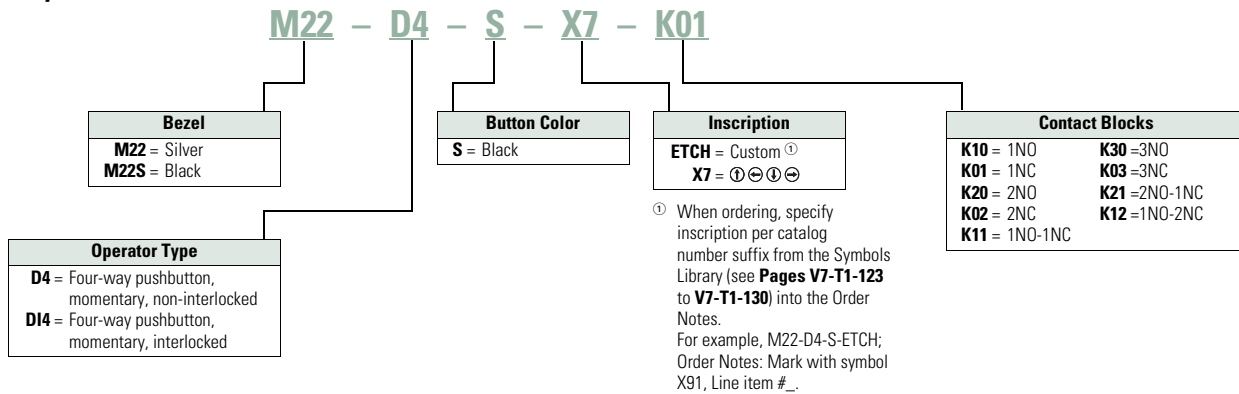 M22 – D4 – S – X7 – K01
Bezel
M22 = Silver
M22S = Black
Operator Type
D4 = Four-way pushbutton,
momentary, non-interlocked
DI4 = Four-way pushbutton,
momentary, interlocked
Button Color
S = Black
Inscription
ETCH = Custom ①
X7 = ⬆⬅⬇➡
① When ordering, specify
inscription per catalog
number suffix from the Symbols
Library (see Pages V7-T1-123
to V7-T1-130) into the Order
Notes.
For example, M22-D4-S-ETCH;
Order Notes: Mark with symbol
X91, Line item #_.
Contact Blocks
K10 = 1NO
K01 = 1NC
K20 = 2NO
K02 = 2NC
K11 = 1NO-1NC
K30 =3NO
K03 =3NC
K21 =2NO-1NC
K12 =1NO-2NC